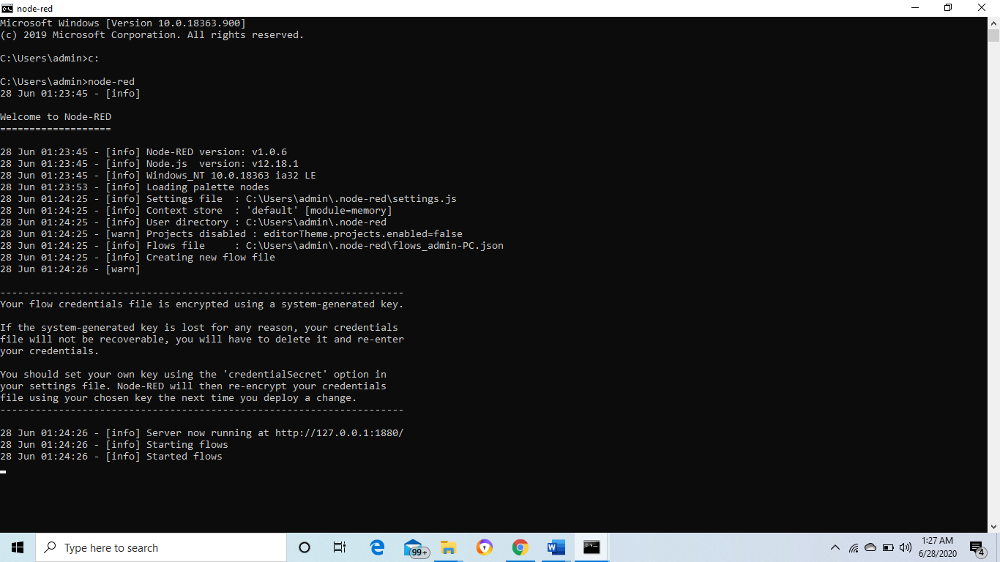 node-red
Microsoft Windows [Version 10.0.18363.900]
(c) 2019 Microsoft Corporation. All rights reserved.
C:\Users\admin>c:
C:\Users\admin>node-red
28 Jun 01:23:45 - [info]
Welcome to Node-RED
===================
28 Jun 01:23:45 - [info] Node-RED version: v1.0.6
28 Jun 01:23:45 - [info] Node.js  version: v12.18.1
28 Jun 01:23:45 - [info] Windows_NT 10.0.18363 ia32 LE
28 Jun 01:23:53 - [info] Loading palette nodes
28 Jun 01:24:25 - [info] Settings file  : C:\Users\admin\.node-red\settings.js
28 Jun 01:24:25 - [info] Context store  : 'default' [module=memory]
28 Jun 01:24:25 - [info] User directory : C:\Users\admin\.node-red
28 Jun 01:24:25 - [warn] Projects disabled : editorTheme.projects.enabled=false
28 Jun 01:24:25 - [info] Flows file     : C:\Users\admin\.node-red\flows_admin-PC.json
28 Jun 01:24:25 - [info] Creating new flow file
28 Jun 01:24:26 - [warn]
---------------------------------------------------------------------
Your flow credentials file is encrypted using a system-generated key.
If the system-generated key is lost for any reason, your credentials
file will not be recoverable, you will have to delete it and re-enter
your credentials.
You should set your own key using the 'credentialSecret' option in
your settings file. Node-RED will then re-encrypt your credentials
file using your chosen key the next time you deploy a change.
---------------------------------------------------------------------
28 Jun 01:24:26 - [info] Server now running at http://127.0.0.1:1880/
28 Jun 01:24:26 - [info] Starting flows
28 Jun 01:24:26 - [info] Started flows
Type here to search
99+
1:27 AM
6/28/2020
4